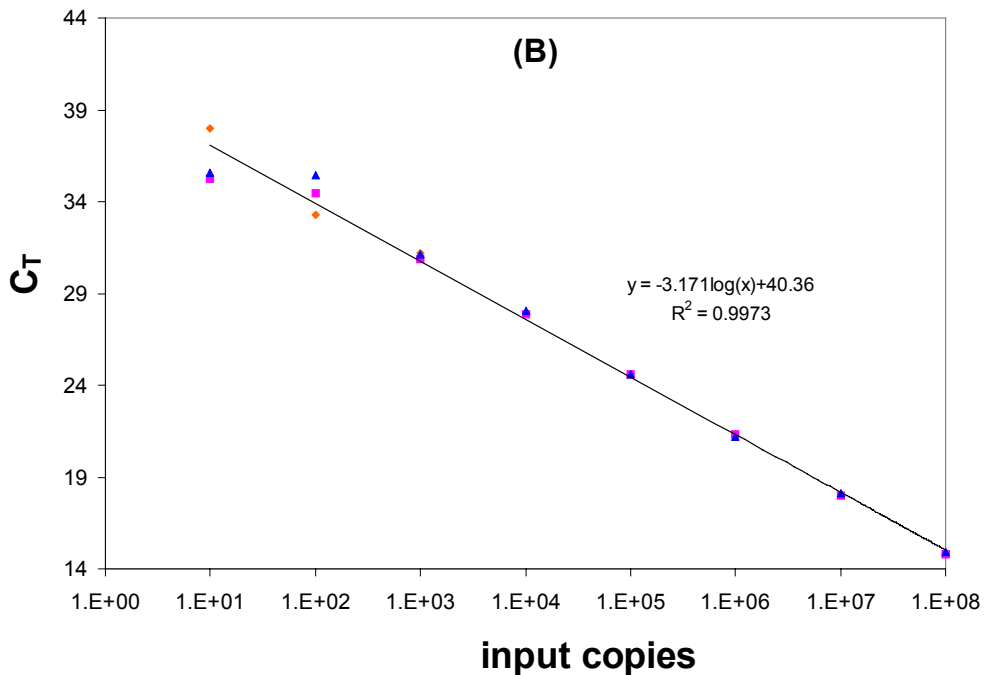 44
39
34
29
24
19
14
C_T
(B)
y = -3.171log(x)+40.36
R² = 0.9973
1.E+00 1.E+01 1.E+02 1.E+03 1.E+04 1.E+05 1.E+06 1.E+07 1.E+08
input copies